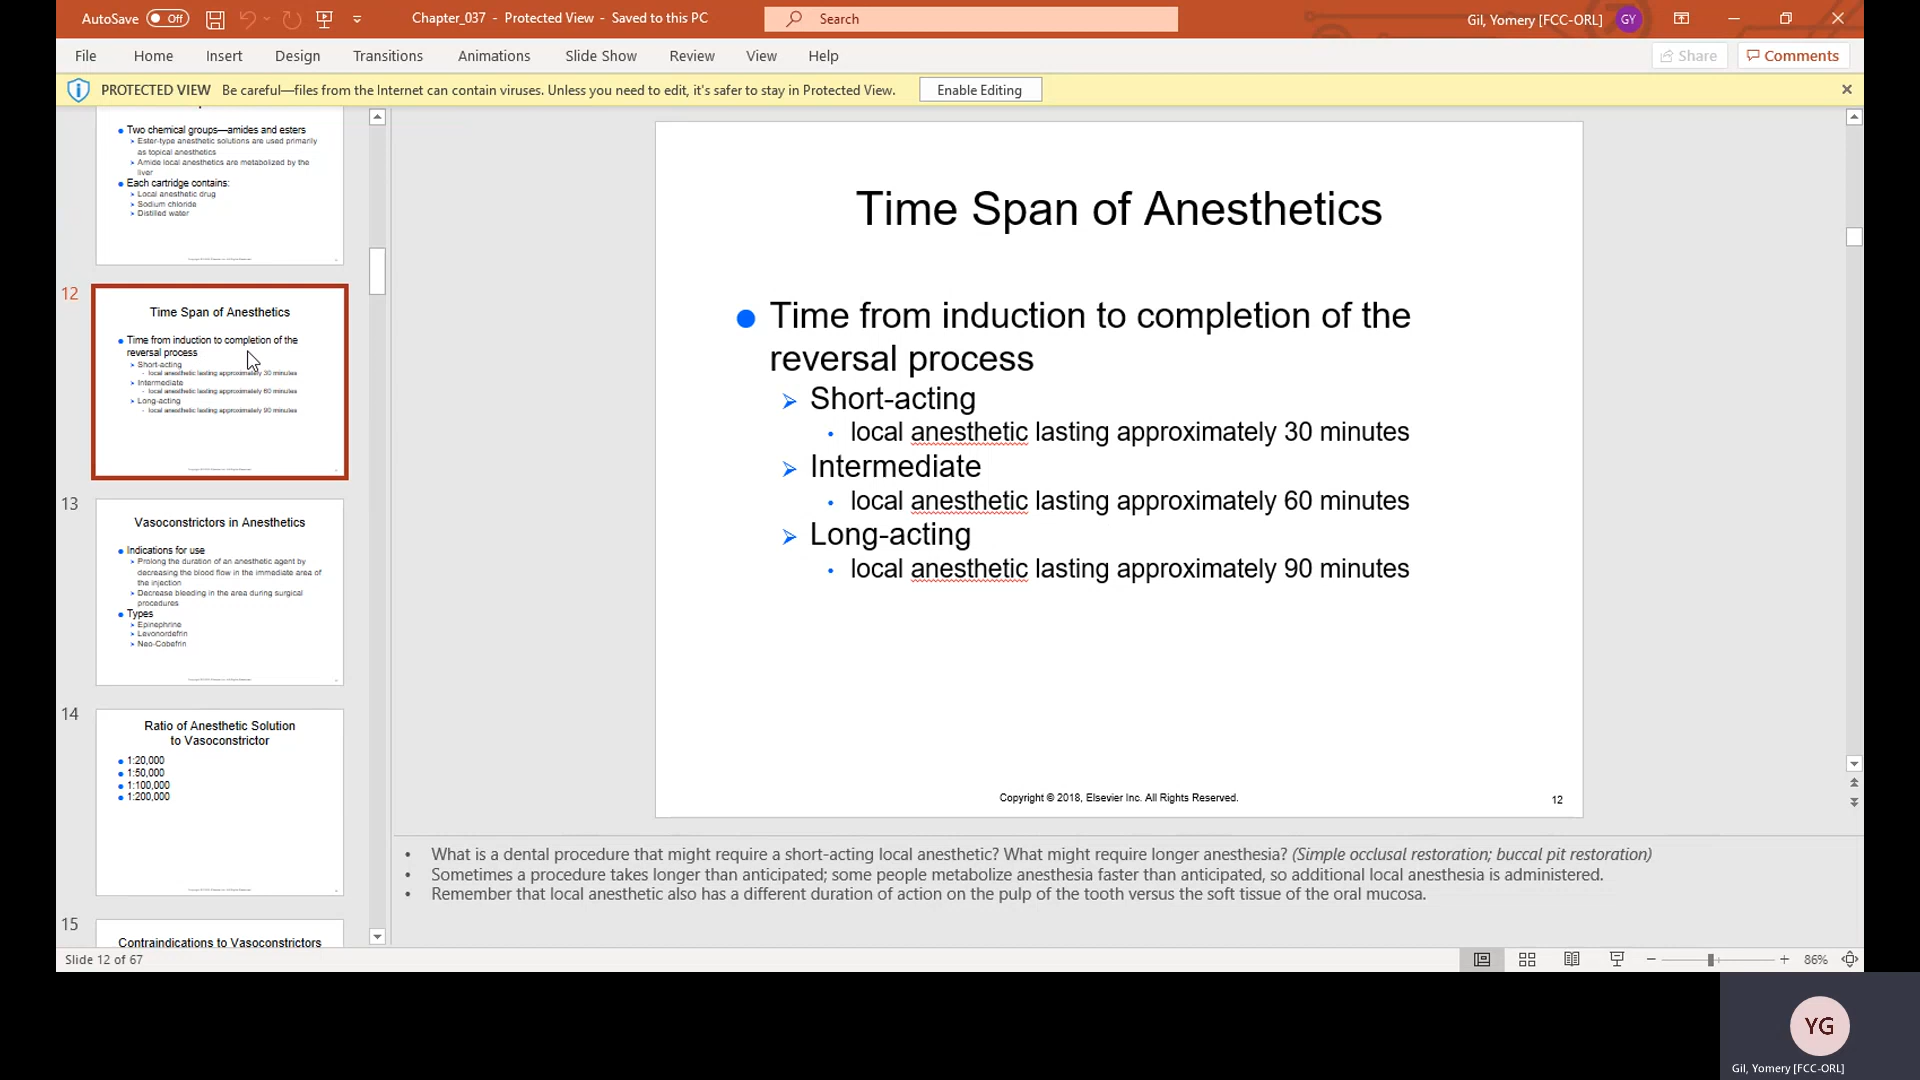 AutoSave Off Chapter_037 - Protected View - Saved to this PC Search Gil, Yomery [FCC-ORL] GY
File Home Insert Design Transitions Animations Slide Show Review View Help Share Comments
PROTECTED VIEW Be careful—files from the Internet can contain viruses. Unless you need to edit, it's safer to stay in Protected View. Enable Editing
Two chemical groups—amides and esters
Ester-type anesthetic solutions are used primarily
as topical anesthetics
Amide local anesthetics are metabolized by the
liver
Each cartridge contains:
Local anesthetic drug
Sodium chloride
Distilled water
12
Time Span of Anesthetics
Time from induction to completion of the
reversal process
Short-acting
local anesthetic lasting approximately 30 minutes
Intermediate
local anesthetic lasting approximately 60 minutes
Long-acting
local anesthetic lasting approximately 90 minutes
13
Vasoconstrictors in Anesthetics
Indications for use
Prolong the duration of an anesthetic agent by
decreasing the blood flow in the immediate area of
the injection
Decrease bleeding in the area during surgical
procedures
Types
Epinephrine
Levonordefrin
Neo-Cobefrin
14
Ratio of Anesthetic Solution
to Vasoconstrictor
1:20,000
1:50,000
1:100,000
1:200,000
15
Contraindications to Vasoconstrictors
Time Span of Anesthetics
Time from induction to completion of the
reversal process
Short-acting
local anesthetic lasting approximately 30 minutes
Intermediate
local anesthetic lasting approximately 60 minutes
Long-acting
local anesthetic lasting approximately 90 minutes
Copyright © 2018, Elsevier Inc. All Rights Reserved.
12
• What is a dental procedure that might require a short-acting local anesthetic? What might require longer anesthesia? (Simple occlusal restoration; buccal pit restoration)
• Sometimes a procedure takes longer than anticipated; some people metabolize anesthesia faster than anticipated, so additional local anesthesia is administered.
• Remember that local anesthetic also has a different duration of action on the pulp of the tooth versus the soft tissue of the oral mucosa.
Slide 12 of 67
86%
YG
Gil, Yomery [FCC-ORL]